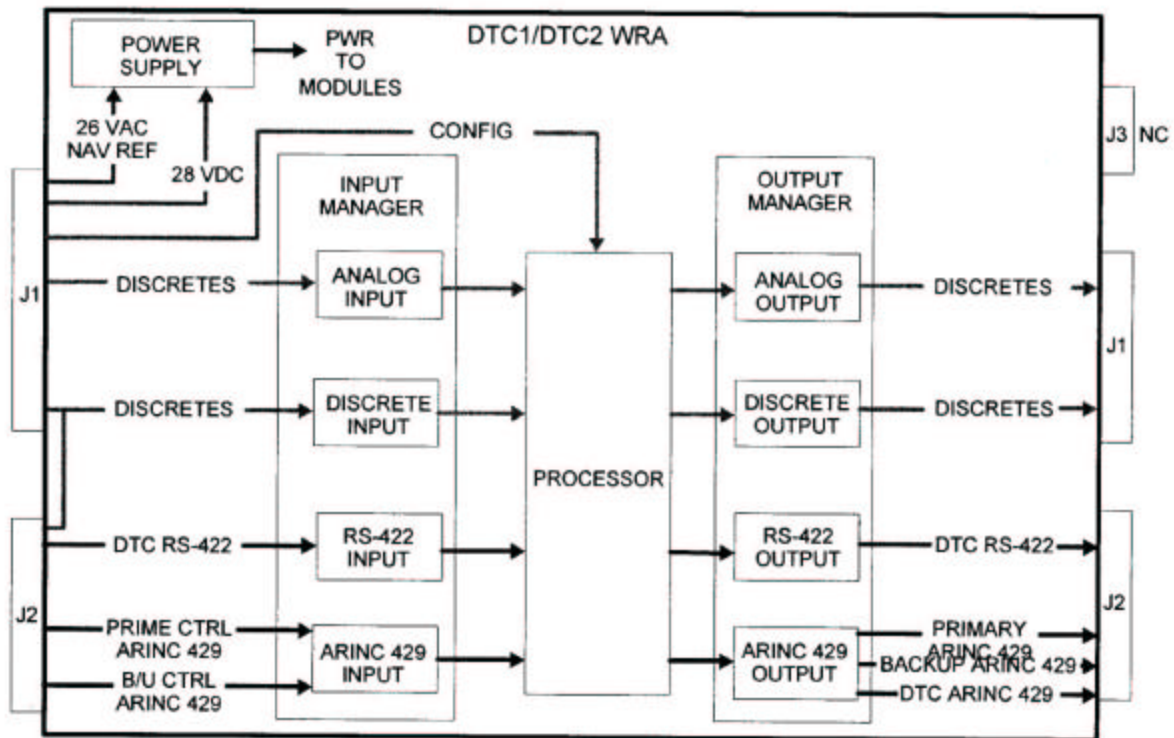 DTC1/DTC2 WRA
POWER
SUPPLY
PWR
TO
MODULES
26 VAC
NAV REF
28 VDC
CONFIG
J3
NC
INPUT
MANAGER
OUTPUT
MANAGER
J1
DISCRETES
ANALOG
INPUT
ANALOG
OUTPUT
DISCRETES
J1
DISCRETES
DISCRETE
INPUT
PROCESSOR
DISCRETE
OUTPUT
DISCRETES
DTC RS-422
RS-422
INPUT
RS-422
OUTPUT
DTC RS-422
J2
PRIME CTRL
ARINC 429
B/U CTRL
ARINC 429
ARINC 429
INPUT
ARINC 429
OUTPUT
PRIMARY
ARINC 429
BACKUP ARINC 429
DTC ARINC 429
J2